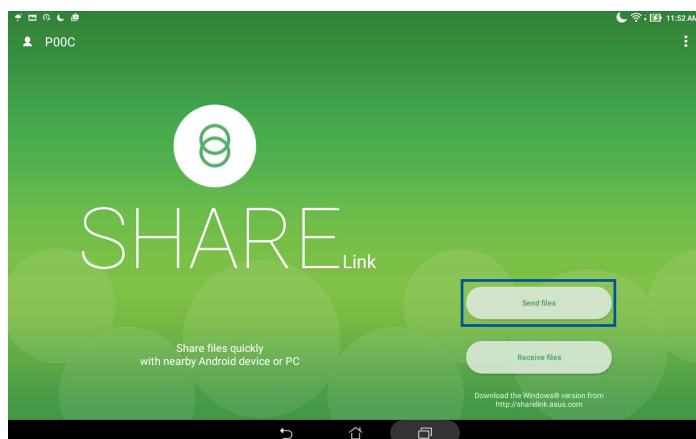 11:52 AM
P00C
SHARE Link
Send files
Share files quickly
with nearby Android device or PC
Receive files
Download the Windows® version from
http://sharelink.asus.com